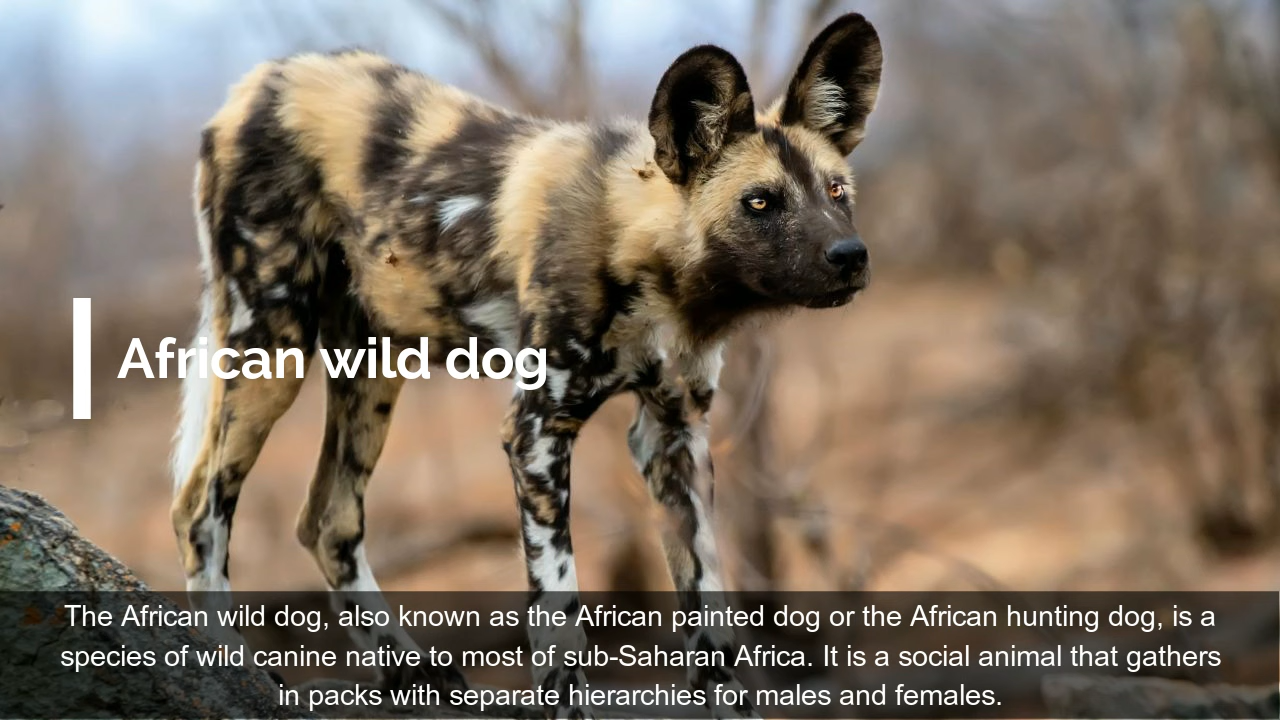 African wild dog
The African wild dog, also known as the African painted dog or the African hunting dog, is a
species of wild canine native to most of sub-Saharan Africa. It is a social animal that gathers
in packs with separate hierarchies for males and females.